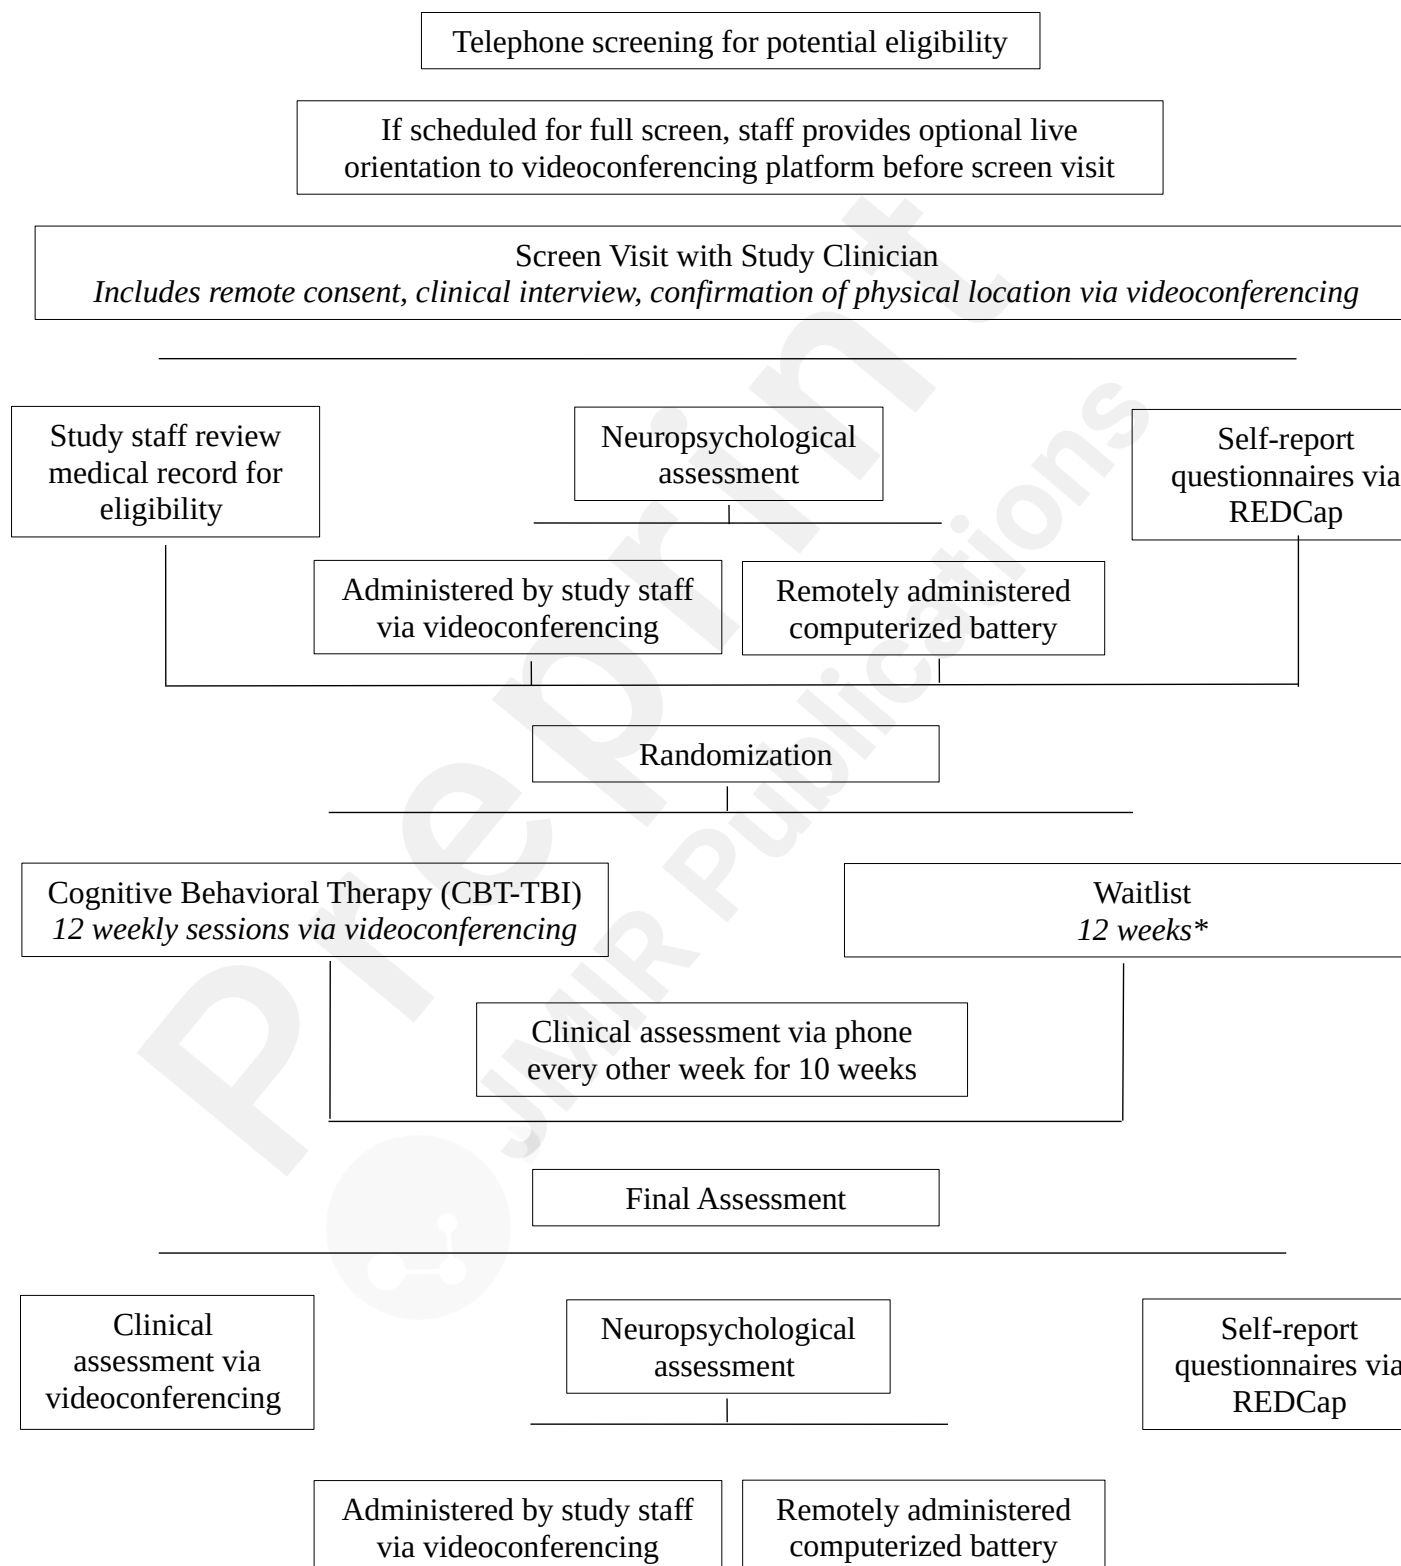 Telephone screening for potential eligibility
If scheduled for full screen, staff provides optional live
orientation to videoconferencing platform before screen visit
Screen Visit with Study Clinician
Includes remote consent, clinical interview, confirmation of physical location via videoconferencing
Study staff review
medical record for
eligibility
Neuropsychological
assessment
Self-report
questionnaires via
REDCap
Administered by study staff
via videoconferencing
Remotely administered
computerized battery
Randomization
Cognitive Behavioral Therapy (CBT-TBI)
12 weekly sessions via videoconferencing
Waitlist
12 weeks*
Clinical assessment via phone
every other week for 10 weeks
Final Assessment
Clinical
assessment via
videoconferencing
Neuropsychological
assessment
Self-report
questionnaires via
REDCap
Administered by study staff
via videoconferencing
Remotely administered
computerized battery
Preprint
JMIR Publications